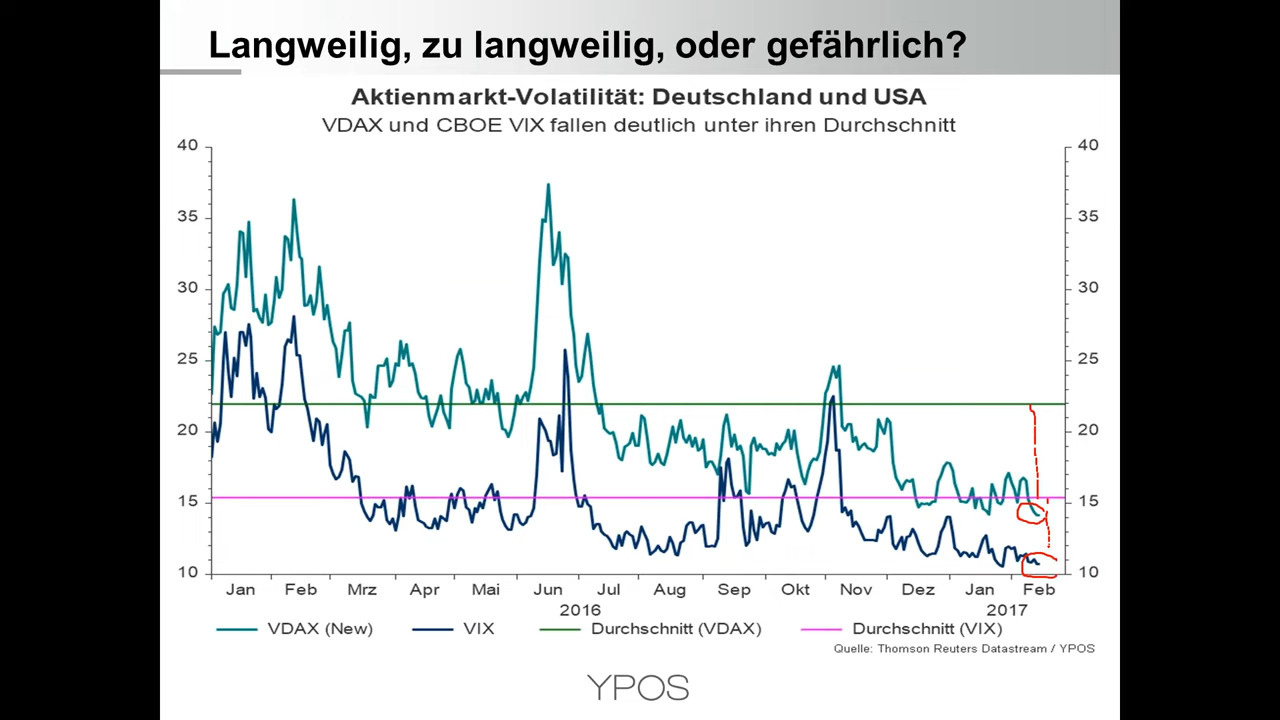 Langweilig, zu langweilig, oder gefährlich?
Aktienmarkt-Volatilität: Deutschland und USA
VDAX und CBOE VIX fallen deutlich unter ihren Durchschnitt
40 40
35 35
30 30
25 25
20 20
15 15
10 10
Jan Feb Mrz Apr Mai Jun Jul Aug Sep Okt Nov Dez Jan Feb
2016 2017
VDAX (New) VIX Durchschnitt (VDAX) Durchschnitt (VIX)
Quelle: Thomson Reuters Datastream / YPOS
YPOS